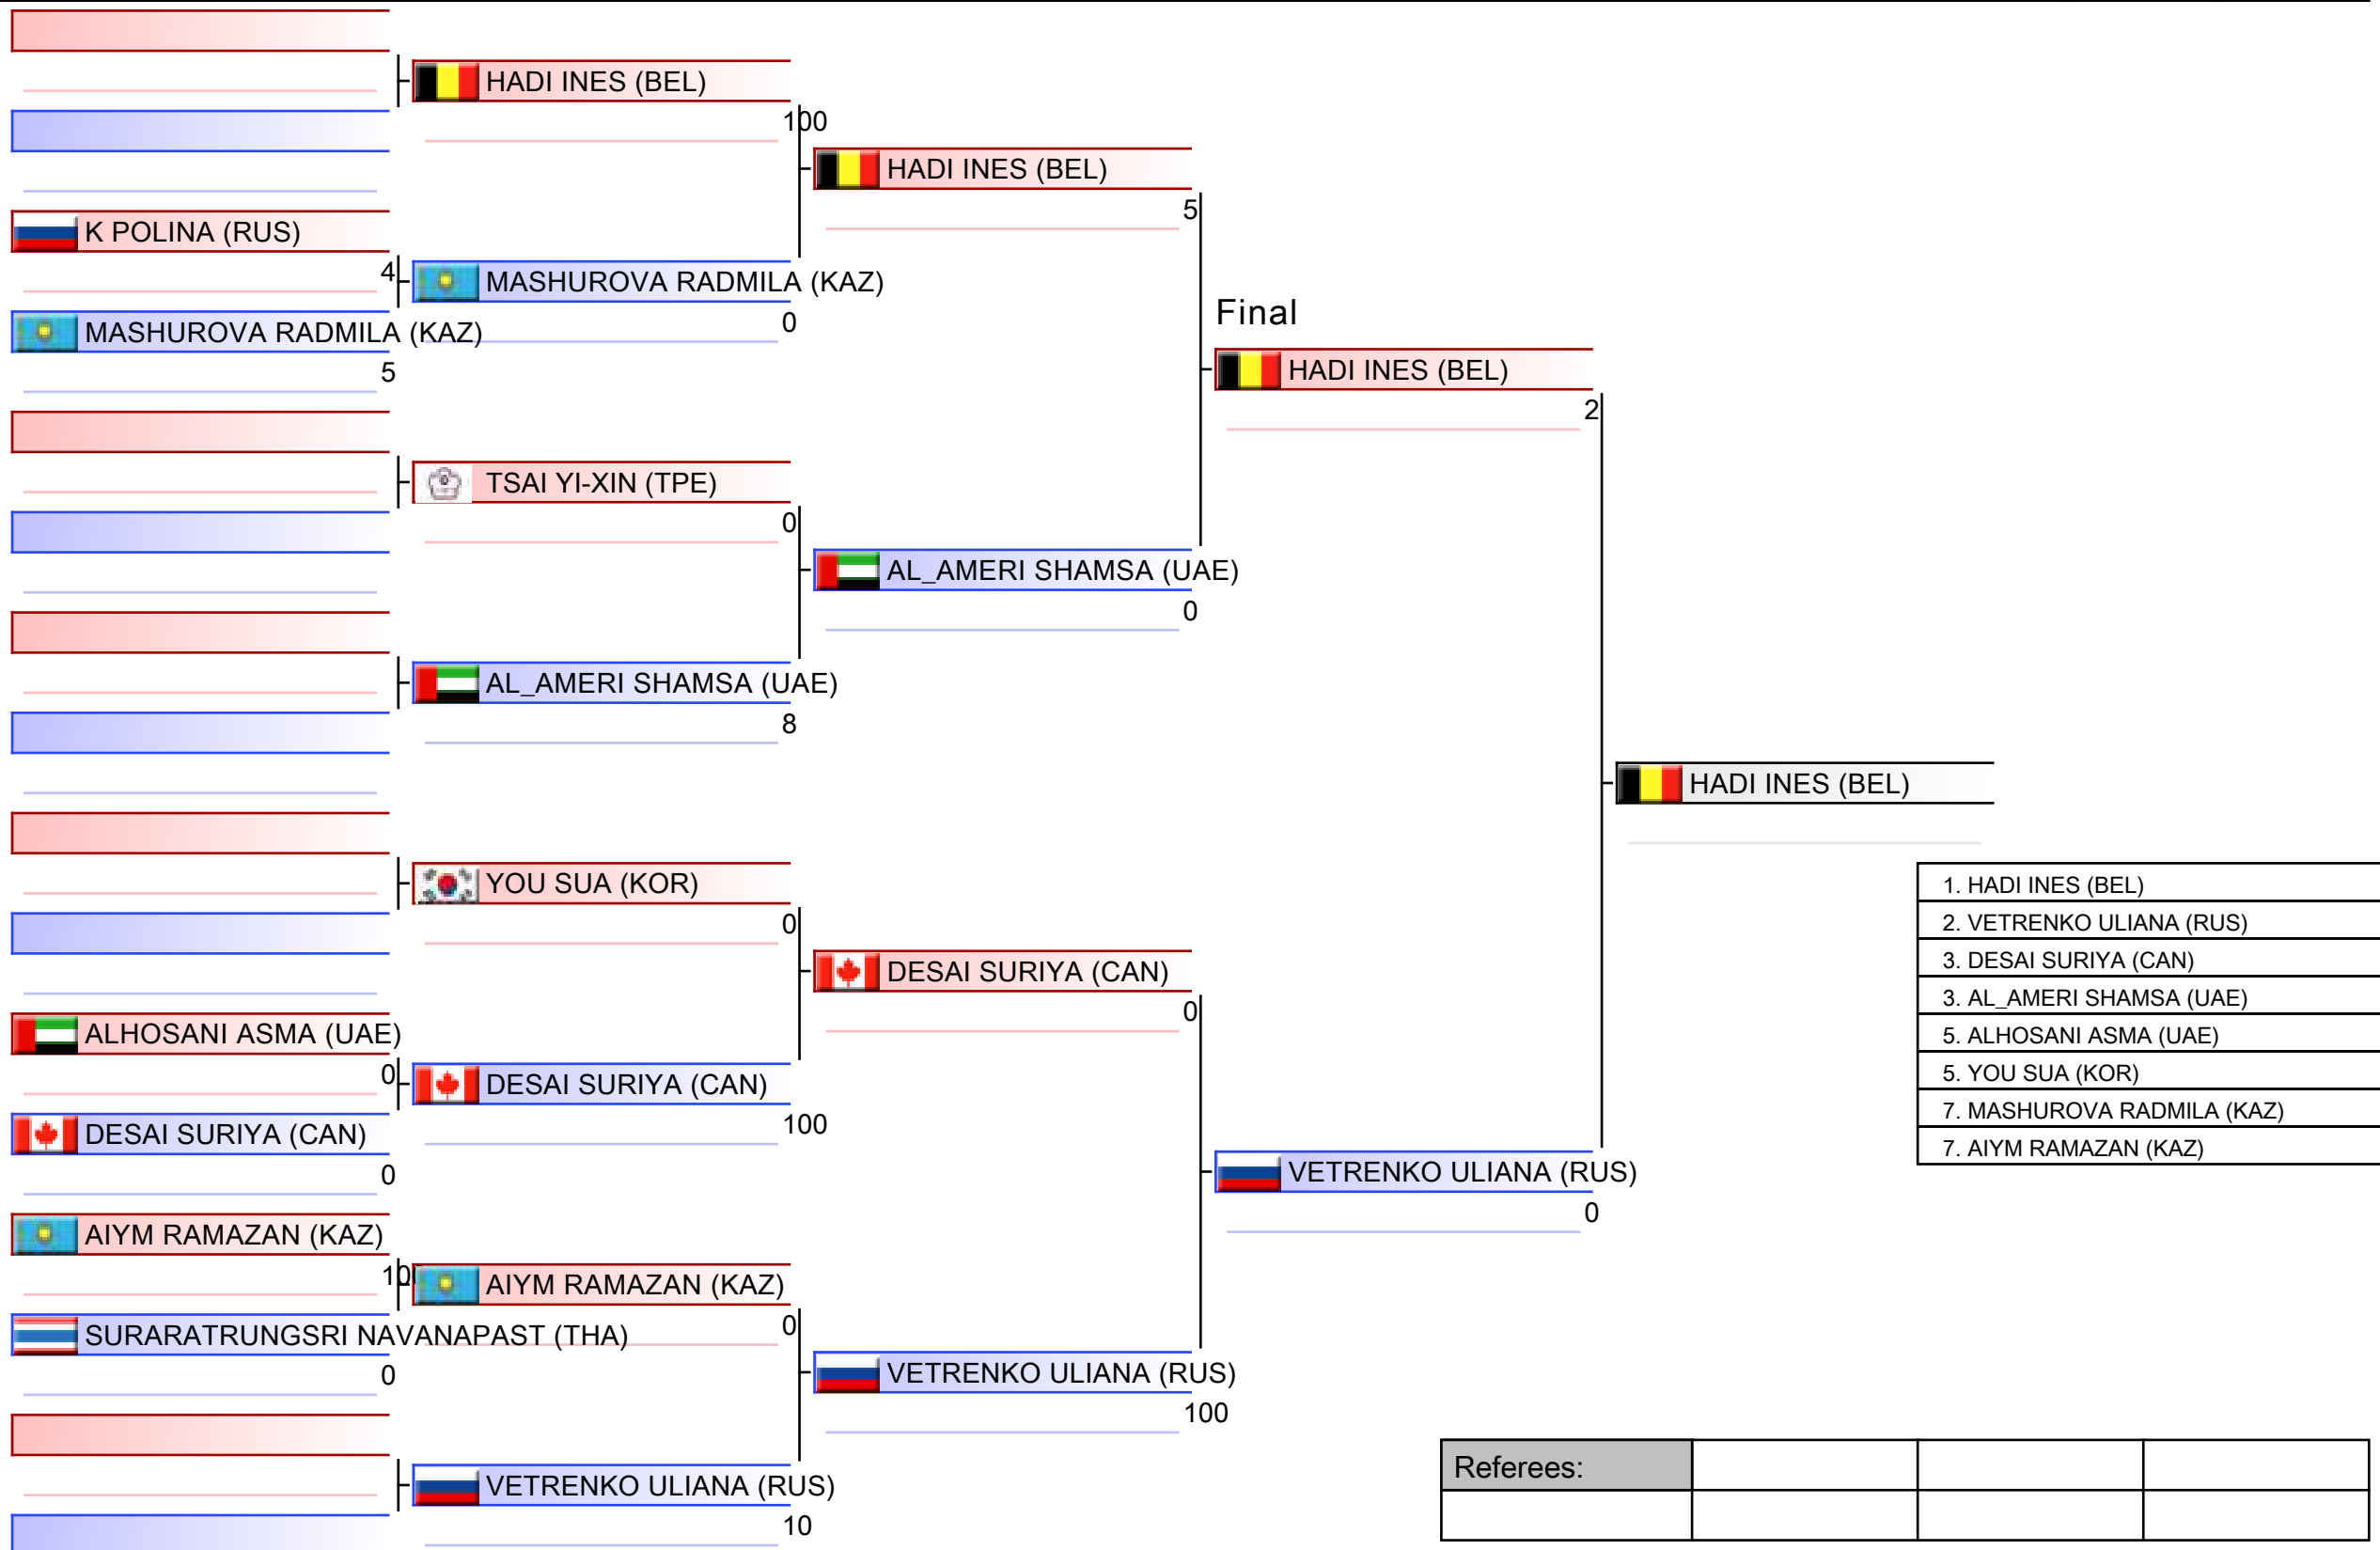 HADI INES (BEL)
100
HADI INES (BEL)
5
K POLINA (RUS)
4
MASHUROVA RADMILA (KAZ)
0
MASHUROVA RADMILA (KAZ)
5
Final
HADI INES (BEL)
2
TSAI YI-XIN (TPE)
0
AL_AMERI SHAMSA (UAE)
0
AL_AMERI SHAMSA (UAE)
8
HADI INES (BEL)
YOU SUA (KOR)
0
DESAI SURIYA (CAN)
0
ALHOSANI ASMA (UAE)
0
DESAI SURIYA (CAN)
100
DESAI SURIYA (CAN)
0
VETRENKO ULIANA (RUS)
0
AIYM RAMAZAN (KAZ)
AIYM RAMAZAN (KAZ)
0
SURARATRUNGSRI NAVANAPAST (THA)
0
VETRENKO ULIANA (RUS)
100
VETRENKO ULIANA (RUS)
10
1. HADI INES (BEL)
2. VETRENKO ULIANA (RUS)
3. DESAI SURIYA (CAN)
3. AL_AMERI SHAMSA (UAE)
5. ALHOSANI ASMA (UAE)
5. YOU SUA (KOR)
7. MASHUROVA RADMILA (KAZ)
7. AIYM RAMAZAN (KAZ)
Referees: